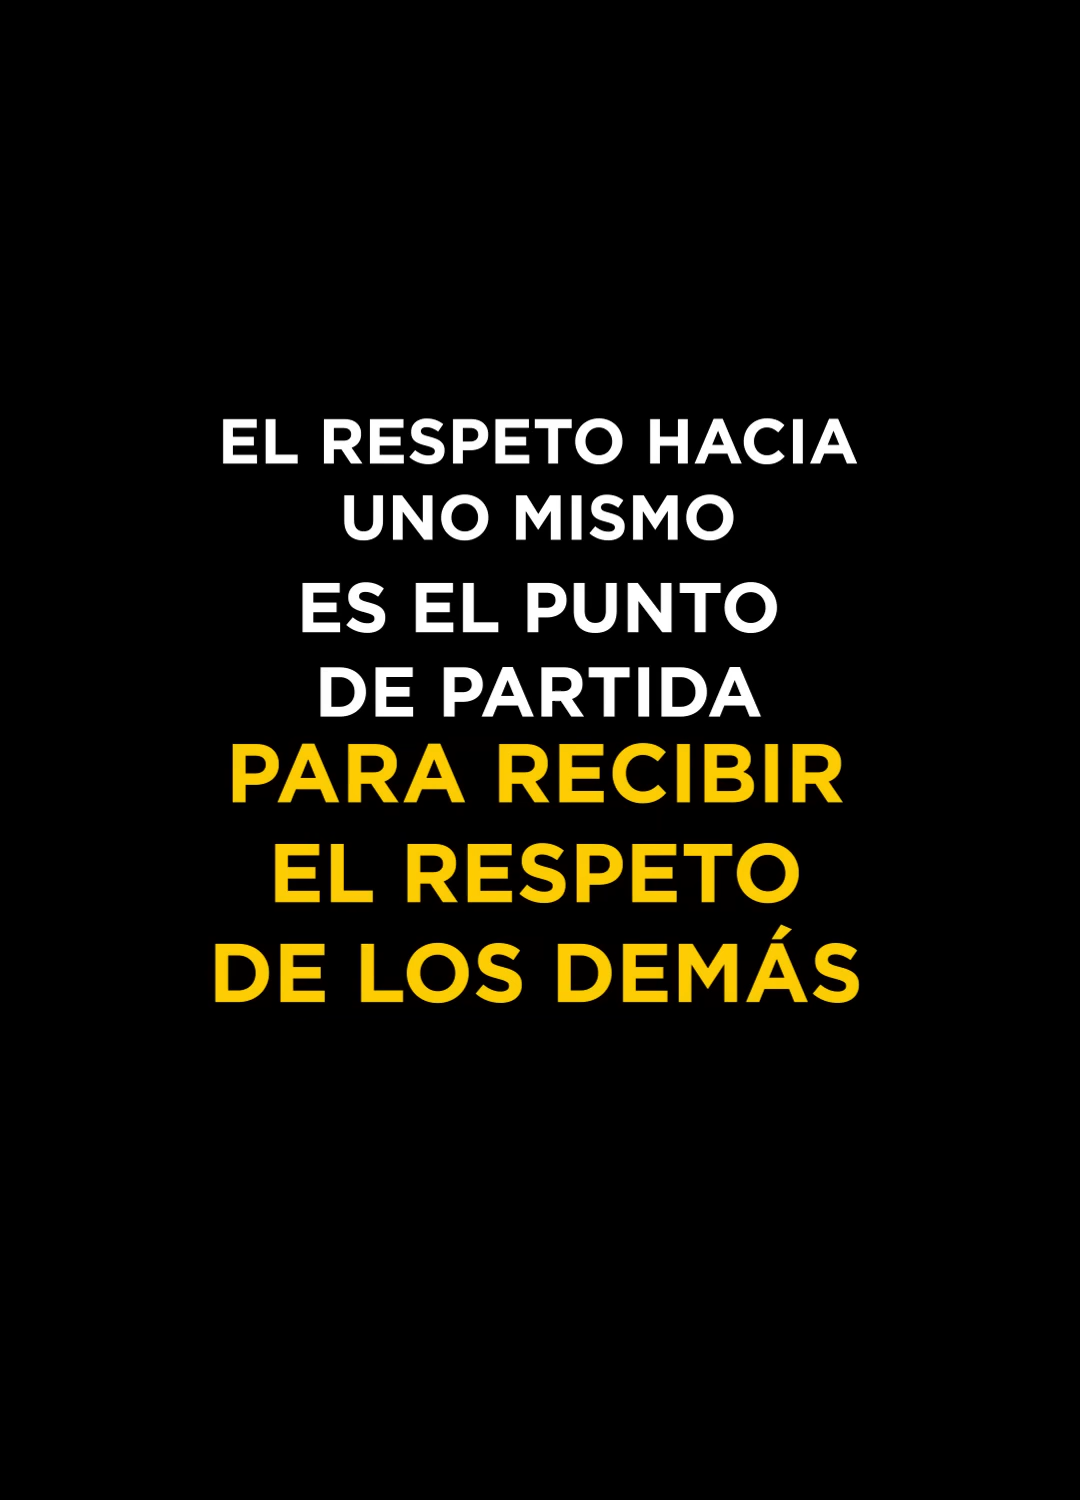 EL RESPETO HACIA
UNO MISMO
ES EL PUNTO
DE PARTIDA
PARA RECIBIR
EL RESPETO
DE LOS DEMÁS